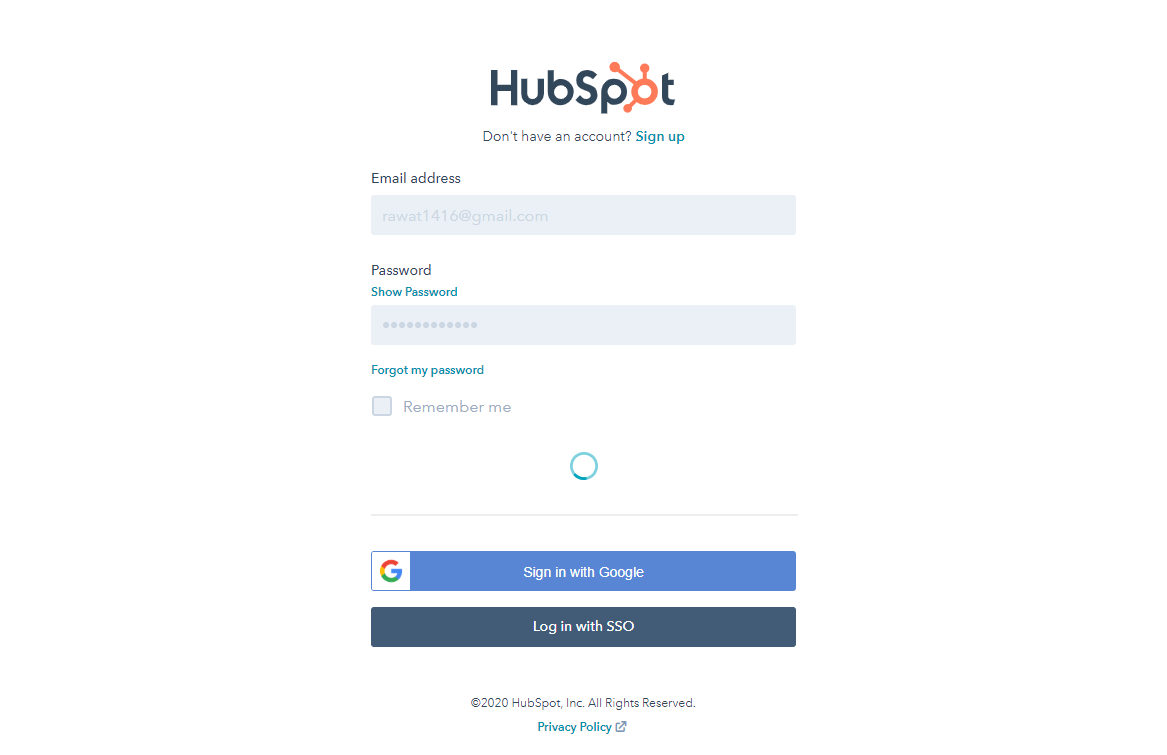 HubSpot
Don't have an account? Sign up
Email address
rawat1416@gmail.com
Password
Show Password
••••••••••••
Forgot my password
Remember me
Sign in with Google
Log in with SSO
©2020 HubSpot, Inc. All Rights Reserved.
Privacy Policy